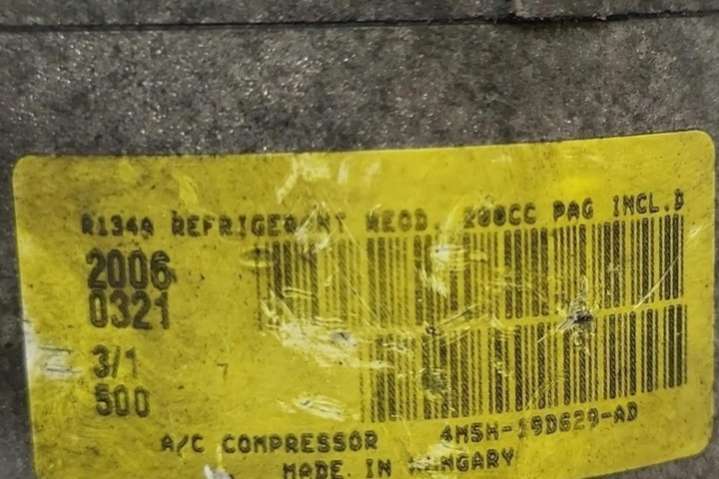 R134A REFRIGERANT REQD. 200CC PAG INCL.D
2006
0321
3/1
500
A/C COMPRESSOR 4M5H-19D629-AD
MADE IN HUNGARY